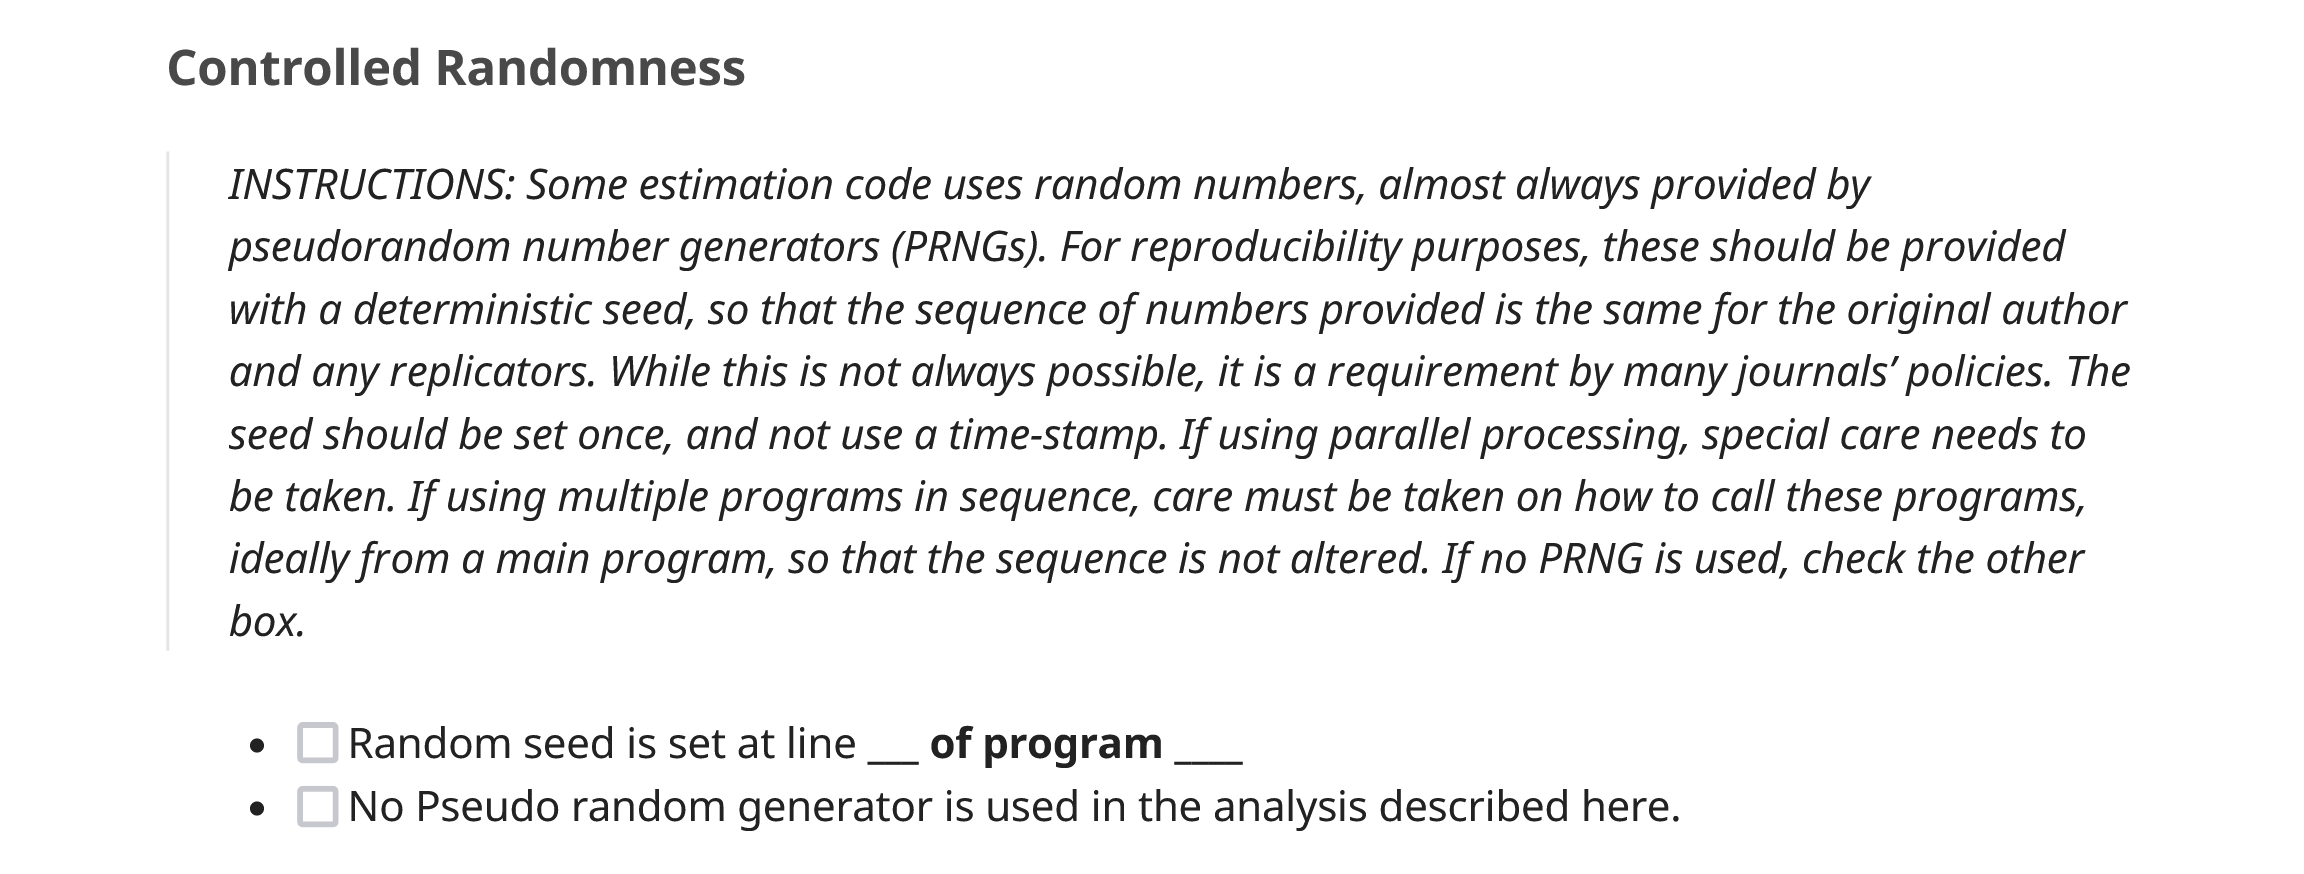 Controlled Randomness
INSTRUCTIONS: Some estimation code uses random numbers, almost always provided by
pseudorandom number generators (PRNGs). For reproducibility purposes, these should be provided
with a deterministic seed, so that the sequence of numbers provided is the same for the original author
and any replicators. While this is not always possible, it is a requirement by many journals’ policies. The
seed should be set once, and not use a time-stamp. If using parallel processing, special care needs to
be taken. If using multiple programs in sequence, care must be taken on how to call these programs,
ideally from a main program, so that the sequence is not altered. If no PRNG is used, check the other
box.
• ☐ Random seed is set at line ___ of program ____
• ☐ No Pseudo random generator is used in the analysis described here.